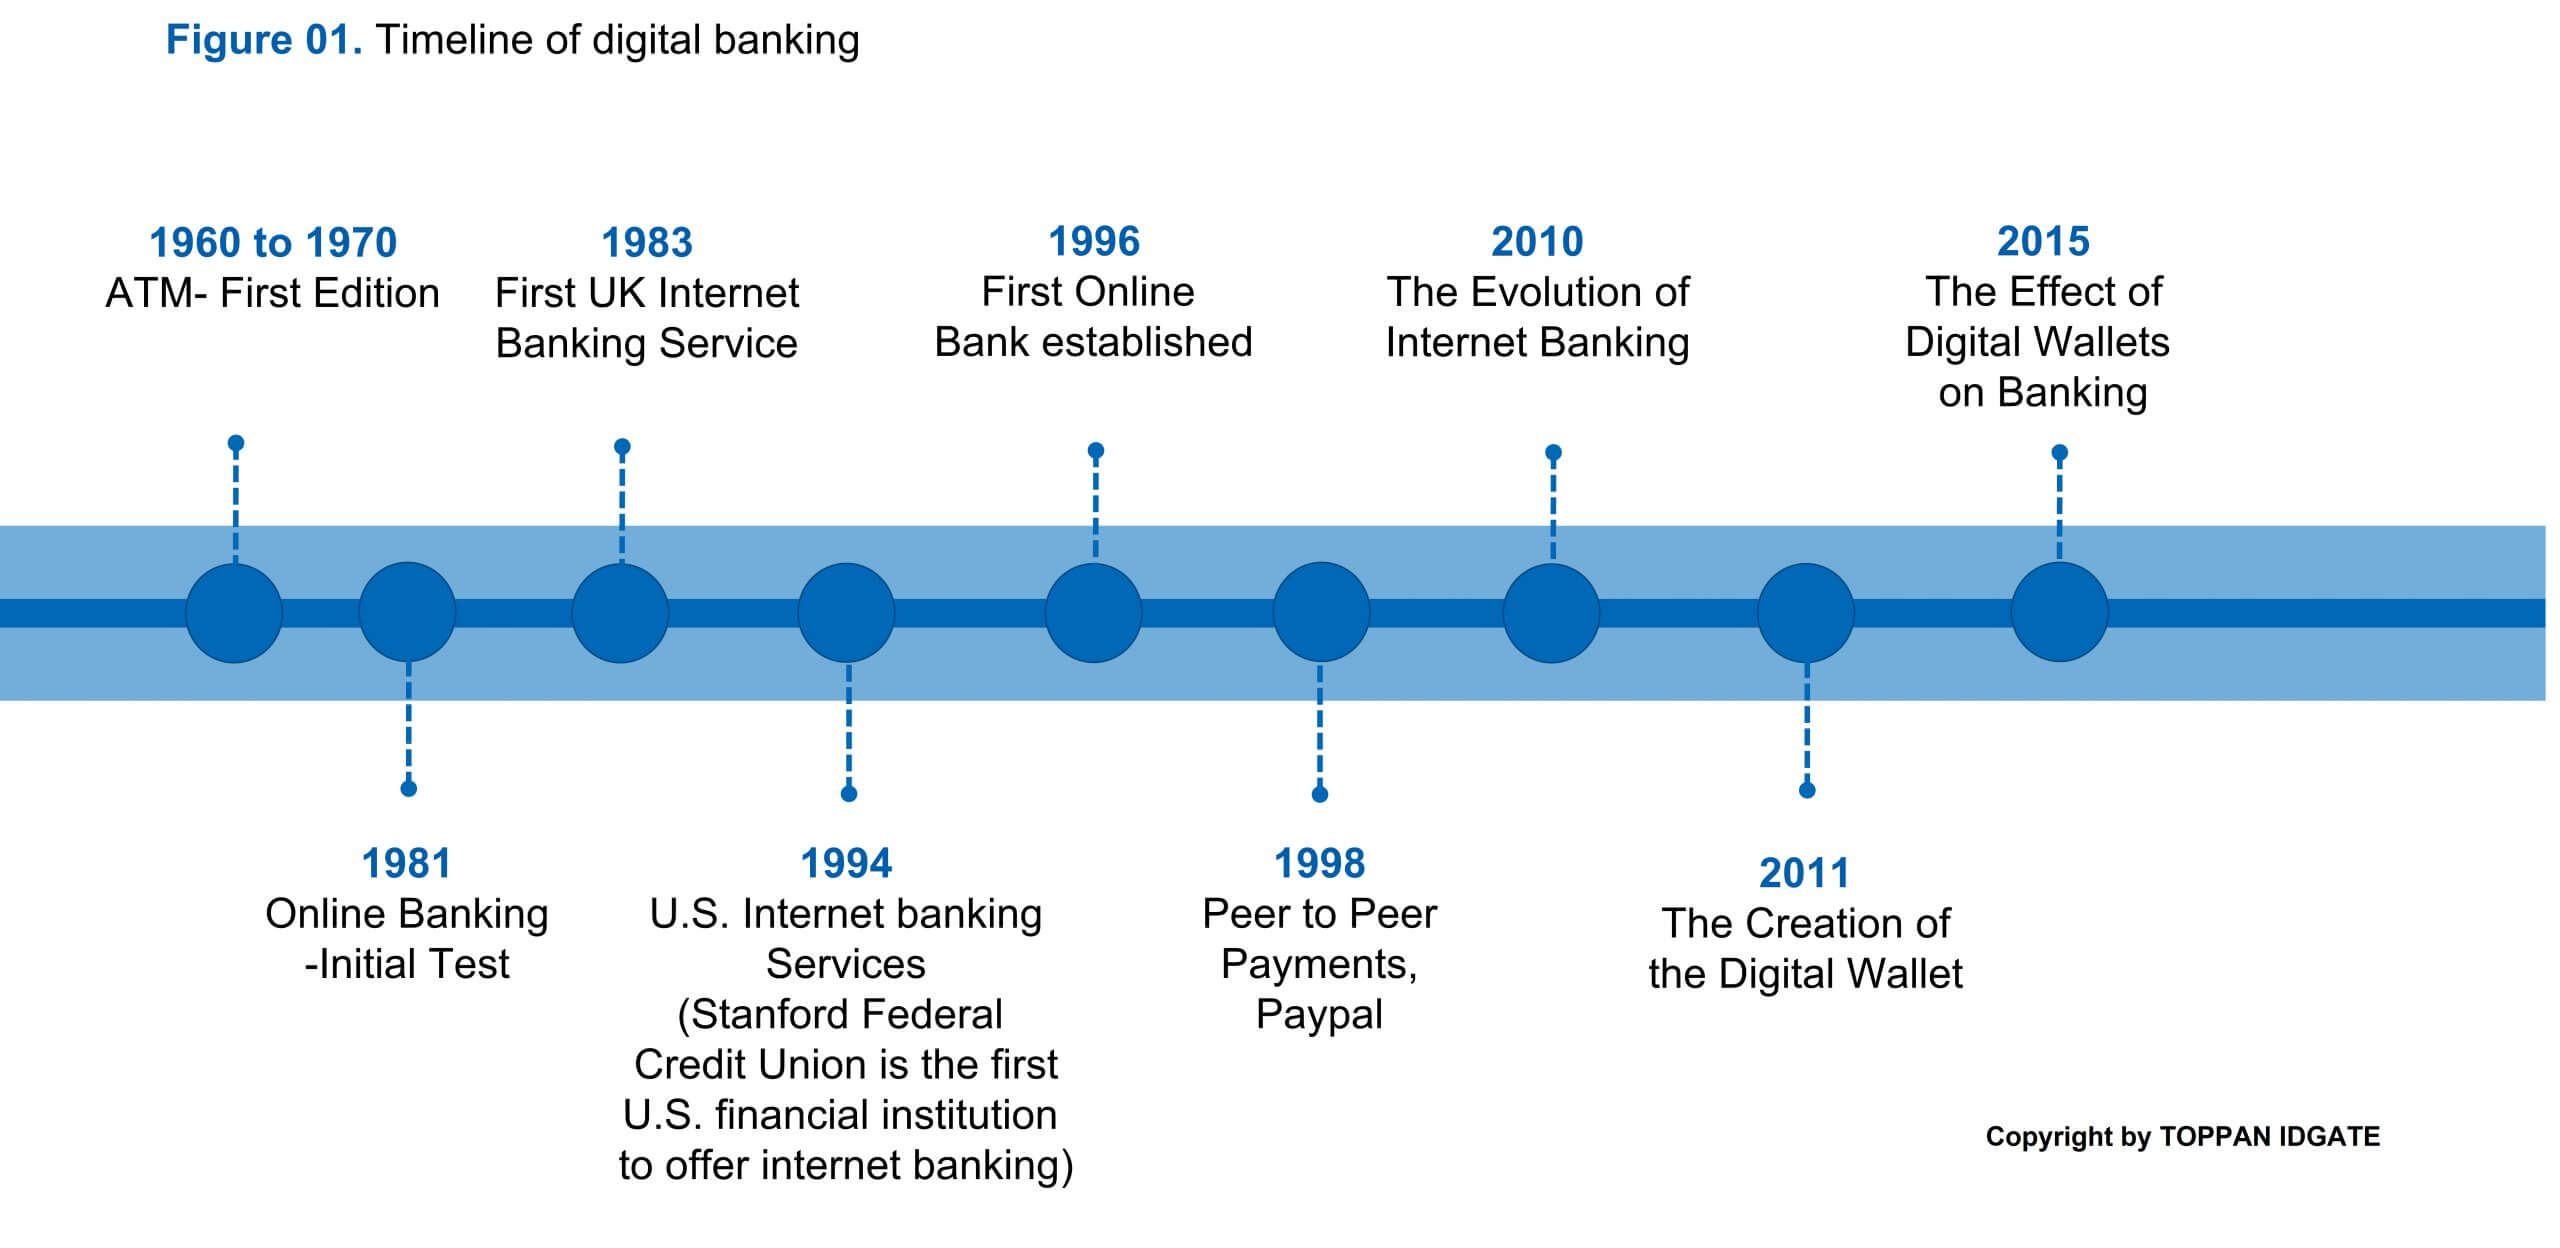 Figure 01. Timeline of digital banking
1960 to 1970
ATM- First Edition
1983
First UK Internet
Banking Service
1996
First Online
Bank established
2010
The Evolution of
Internet Banking
2015
The Effect of
Digital Wallets
on Banking
1981
Online Banking
-Initial Test
1994
U.S. Internet banking
Services
(Stanford Federal
Credit Union is the first
U.S. financial institution
to offer internet banking)
1998
Peer to Peer
Payments,
Paypal
2011
The Creation of
the Digital Wallet
Copyright by TOPPAN IDGATE